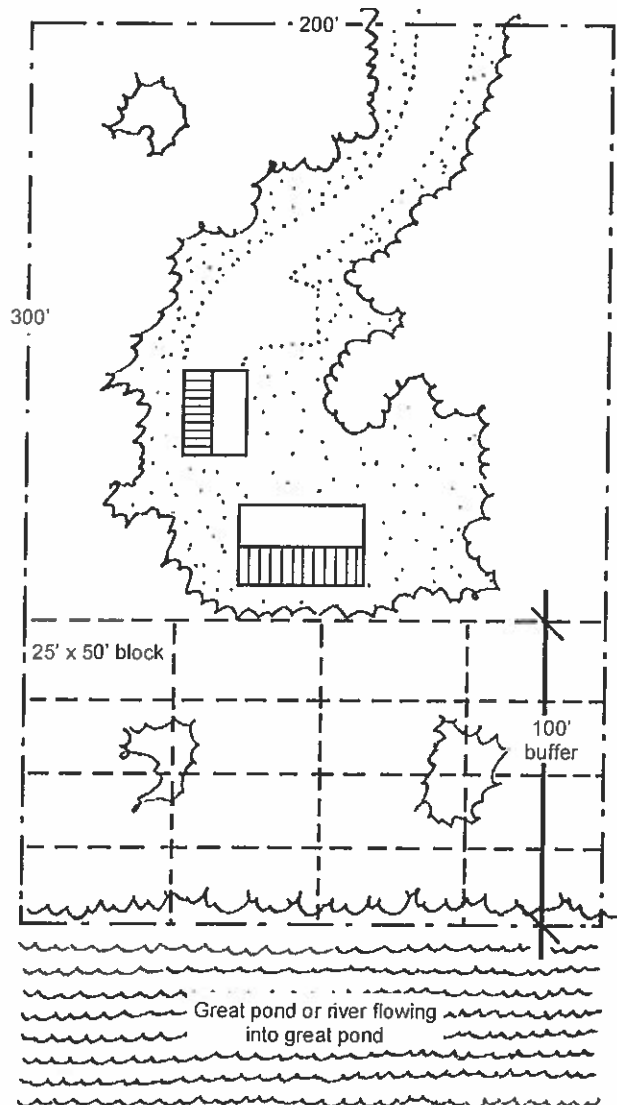 200'
300'
25' x 50' block
100'
buffer
Great pond or river flowing
into great pond